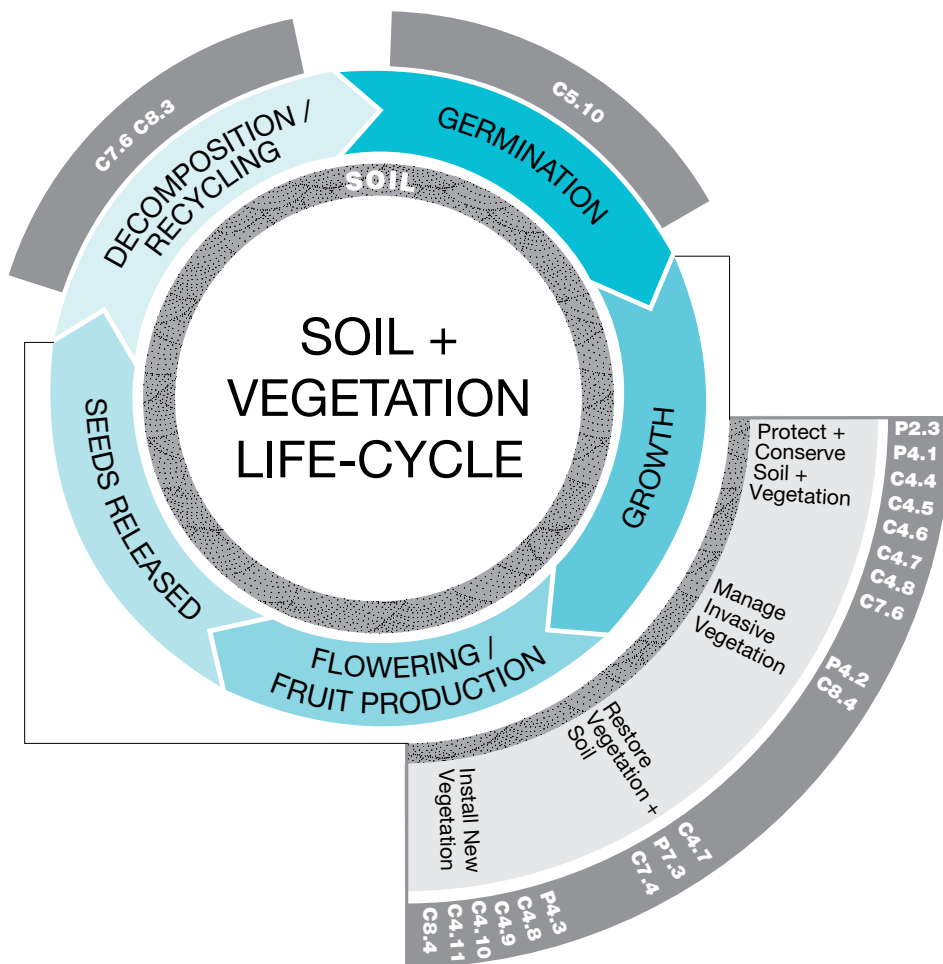 C7.6 C8.3
C5.10
DECOMPOSITION /
RECYCLING
GERMINATION
SOIL
SOIL +
VEGETATION
LIFE-CYCLE
GROWTH
SEEDS RELEASED
FLOWERING /
FRUIT PRODUCTION
Protect +
Conserve
Soil +
Vegetation
P2.3
P4.1
C4.4
C4.5
C4.6
C4.7
C4.8
C7.6
Manage
Invasive
Vegetation
P4.2
C8.4
Restore
Vegetation +
Soil
C4.7
P7.3
C7.4
Install New
Vegetation
P4.3
C4.8
C4.9
C4.10
C4.11
C8.4